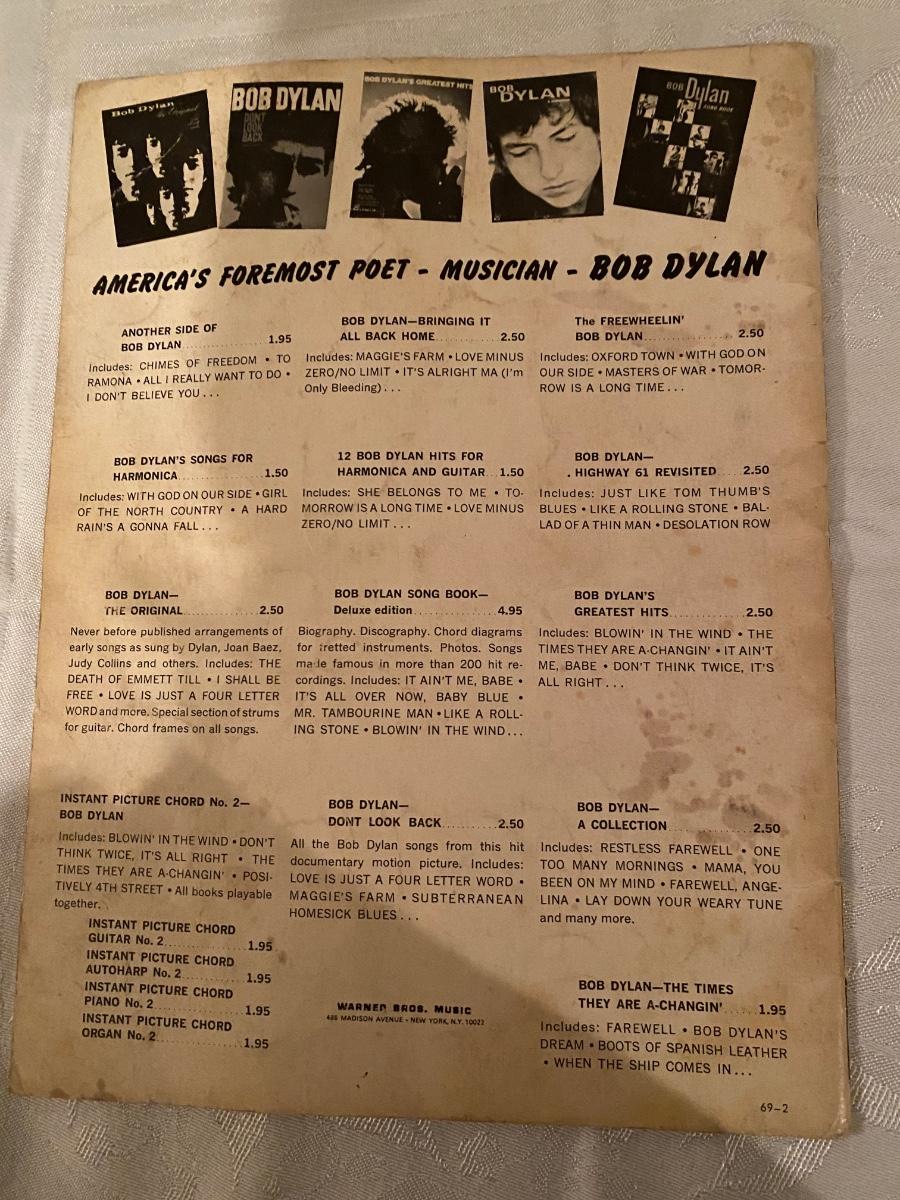 Bob Dylan
The Original
BOB DYLAN
DONT
LOOK
BACK
BOB DYLAN'S GREATEST HITS
BOB
DYLAN
BOB Dylan
SONG BOOK
AMERICA'S FOREMOST POET - MUSICIAN - BOB DYLAN
ANOTHER SIDE OF
BOB DYLAN....................1.95
Includes: CHIMES OF FREEDOM • TO
RAMONA • ALL I REALLY WANT TO DO •
I DON'T BELIEVE YOU...
BOB DYLAN—BRINGING IT
ALL BACK HOME...............2.50
Includes: MAGGIE'S FARM • LOVE MINUS
ZERO/NO LIMIT • IT'S ALRIGHT MA (I'm
Only Bleeding)...
The FREEWHEELIN'
BOB DYLAN....................2.50
Includes: OXFORD TOWN • WITH GOD ON
OUR SIDE • MASTERS OF WAR • TOMOR-
ROW IS A LONG TIME...
BOB DYLAN'S SONGS FOR
HARMONICA....................1.50
Includes: WITH GOD ON OUR SIDE • GIRL
OF THE NORTH COUNTRY • A HARD
RAIN'S A GONNA FALL...
12 BOB DYLAN HITS FOR
HARMONICA AND GUITAR...1.50
Includes: SHE BELONGS TO ME • TO-
MORROW IS A LONG TIME • LOVE MINUS
ZERO/NO LIMIT...
BOB DYLAN—
HIGHWAY 61 REVISITED.....2.50
Includes: JUST LIKE TOM THUMB'S
BLUES • LIKE A ROLLING STONE • BAL-
LAD OF A THIN MAN • DESOLATION ROW
BOB DYLAN—
THE ORIGINAL.................2.50
Never before published arrangements of
early songs as sung by Dylan, Joan Baez,
Judy Collins and others. Includes: THE
DEATH OF EMMETT TILL • I SHALL BE
FREE • LOVE IS JUST A FOUR LETTER
WORD and more. Special section of strums
for guitar. Chord frames on all songs.
BOB DYLAN SONG BOOK—
Deluxe edition.................4.95
Biography. Discography. Chord diagrams
for fretted instruments. Photos. Songs
made famous in more than 200 hit re-
cordings. Includes: IT AIN'T ME, BABE •
IT'S ALL OVER NOW, BABY BLUE •
MR. TAMBOURINE MAN • LIKE A ROLL-
ING STONE • BLOWIN' IN THE WIND...
BOB DYLAN'S
GREATEST HITS...............2.50
Includes: BLOWIN' IN THE WIND • THE
TIMES THEY ARE A-CHANGIN' • IT AIN'T
ME, BABE • DON'T THINK TWICE, IT'S
ALL RIGHT...
INSTANT PICTURE CHORD No. 2—
BOB DYLAN
Includes: BLOWIN' IN THE WIND • DON'T
THINK TWICE, IT'S ALL RIGHT • THE
TIMES THEY ARE A-CHANGIN' • POSI-
TIVELY 4TH STREET • All books playable
together.
INSTANT PICTURE CHORD
GUITAR No. 2.................1.95
INSTANT PICTURE CHORD
AUTOHARP No. 2.............1.95
INSTANT PICTURE CHORD
PIANO No. 2...................1.95
INSTANT PICTURE CHORD
ORGAN No. 2..................1.95
BOB DYLAN—
DONT LOOK BACK...........2.50
All the Bob Dylan songs from this hit
documentary motion picture. Includes:
LOVE IS JUST A FOUR LETTER WORD •
MAGGIE'S FARM • SUBTERRANEAN
HOMESICK BLUES...
BOB DYLAN—
A COLLECTION................2.50
Includes: RESTLESS FAREWELL • ONE
TOO MANY MORNINGS • MAMA, YOU
BEEN ON MY MIND • FAREWELL, ANGE-
LINA • LAY DOWN YOUR WEARY TUNE
and many more.
BOB DYLAN—THE TIMES
THEY ARE A-CHANGIN'......1.95
Includes: FAREWELL • BOB DYLAN'S
DREAM • BOOTS OF SPANISH LEATHER
• WHEN THE SHIP COMES IN...
WARNER BROS. MUSIC
488 MADISON AVENUE • NEW YORK, N.Y. 10022
69-2